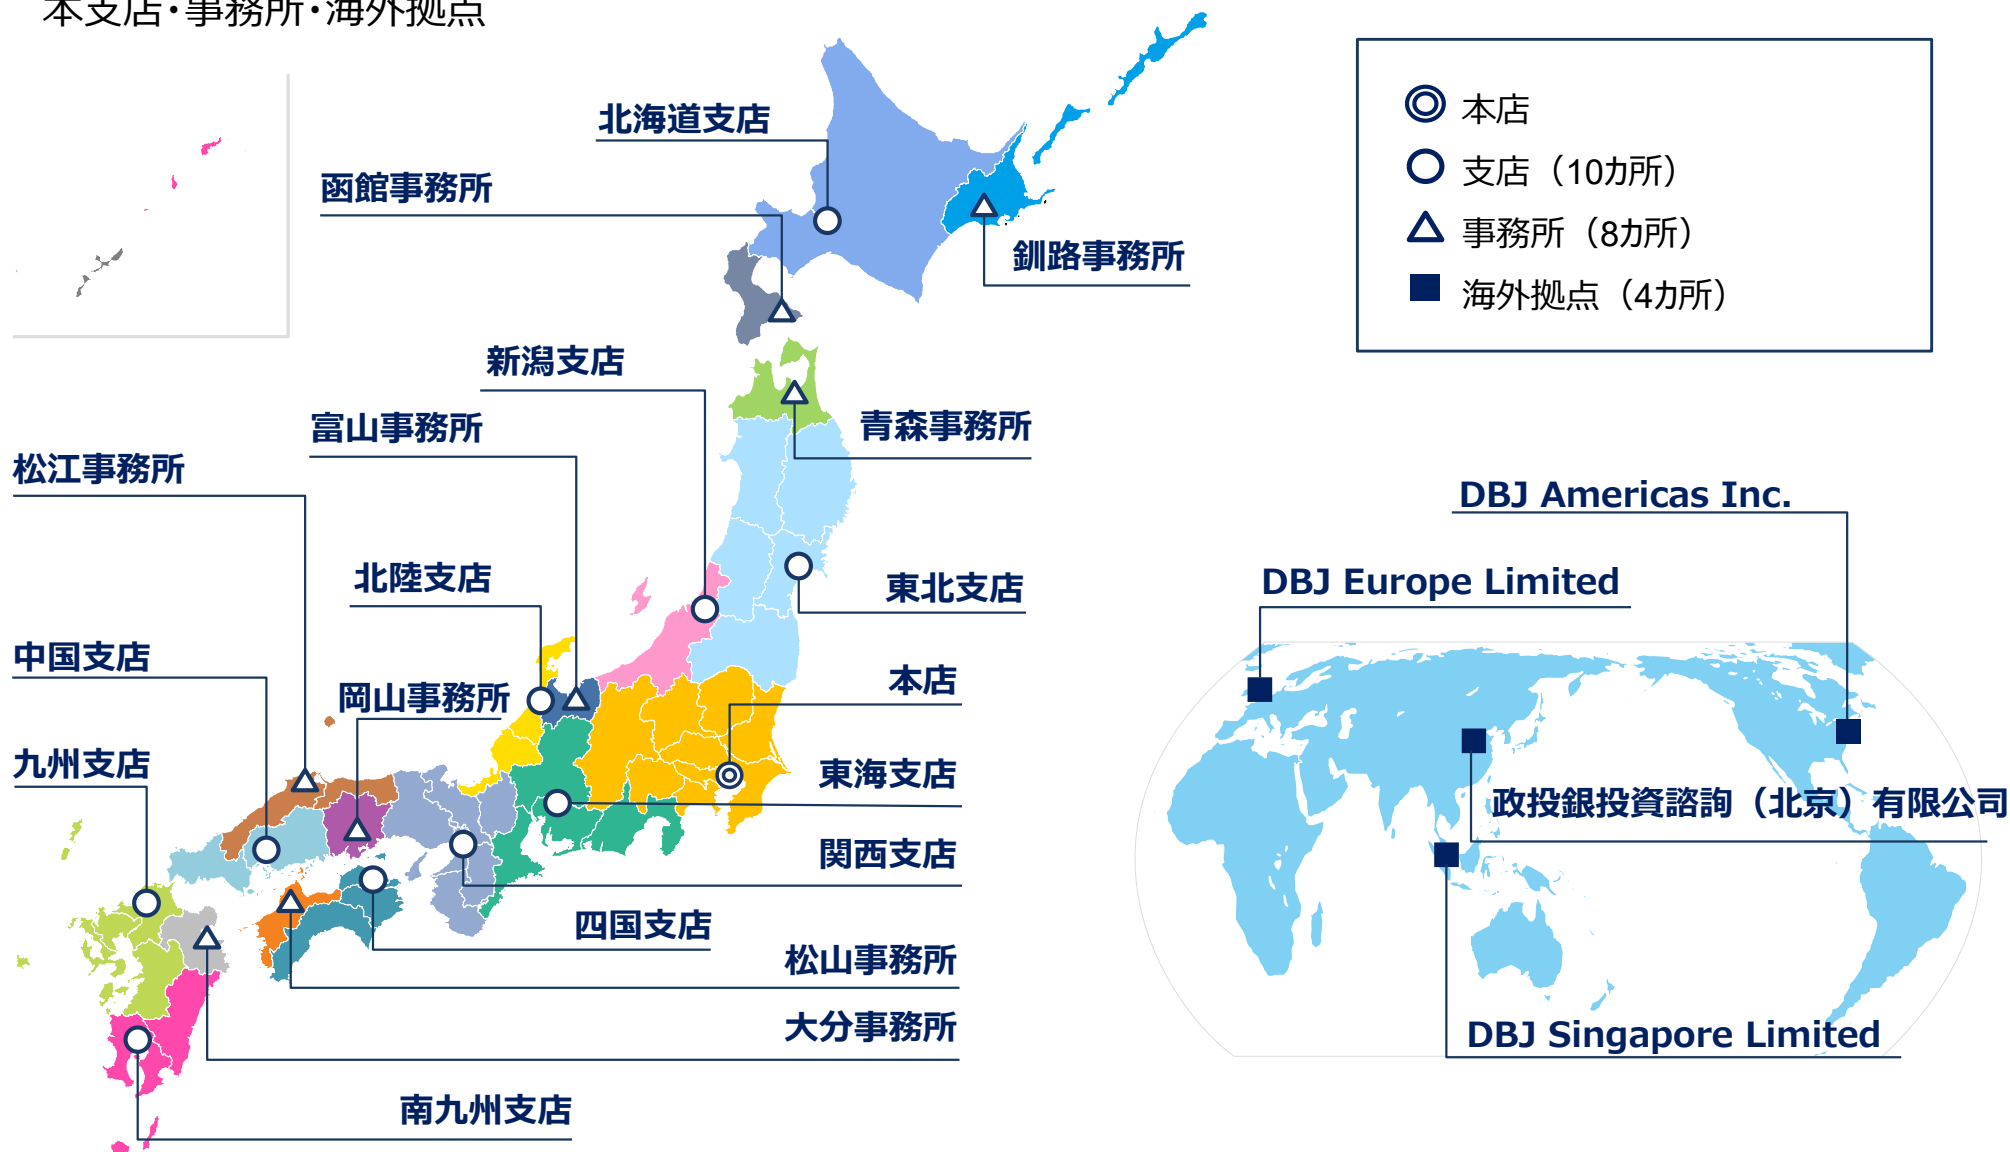 本支店・事務所・海外拠点
北海道支店
函館事務所
釧路事務所
新潟支店
富山事務所
青森事務所
松江事務所
北陸支店
東北支店
中国支店
岡山事務所
本店
九州支店
東海支店
関西支店
四国支店
松山事務所
大分事務所
南九州支店
本店
支店（10カ所）
事務所（8カ所）
海外拠点（4カ所）
DBJ Americas Inc.
DBJ Europe Limited
政投銀投資諮詢（北京）有限公司
DBJ Singapore Limited